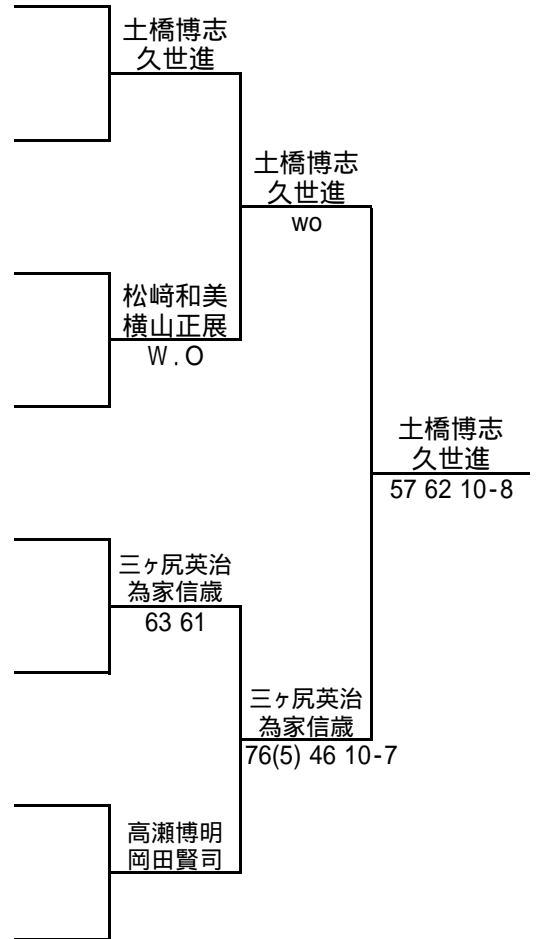 土橋博志
久世進
土橋博志
久世進
wo
松﨑和美
横山正展
W.O
土橋博志
久世進
57 62 10-8
三ヶ尻英治
為家信歳
63 61
三ヶ尻英治
為家信歳
76(5) 46 10-7
高瀬博明
岡田賢司